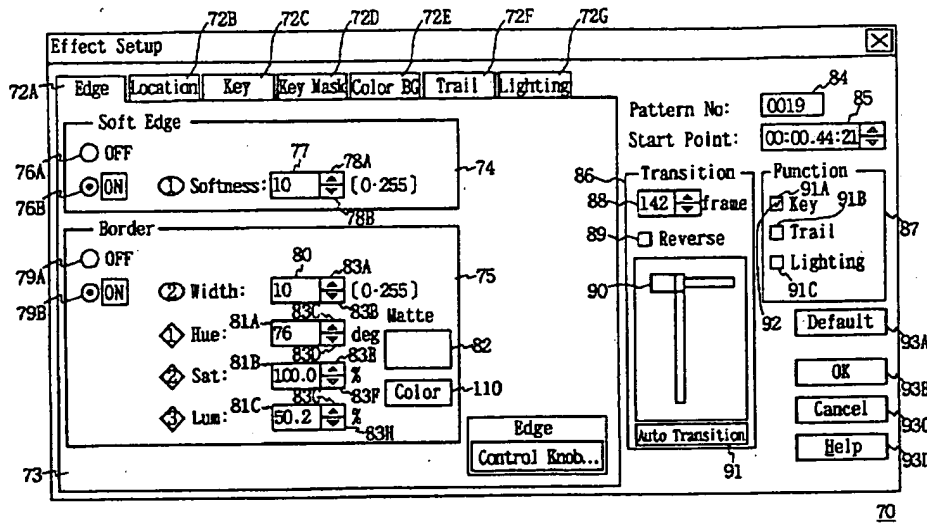 72B 72C 72D 72E 72F 72G
Effect Setup
72A Edge Location Key Key Mask Color BG Trail Lighting
84
Pattern No: 0019
85
Start Point: 00:00.44:21
Soft Edge
76A OFF
77 78A
76B ON 1 Softness: 10 [0-255] 74
78B
Border
79A OFF
80 83A 75
79B ON 2 Width: 10 [0-255]
83C 83B Matte
81A 1 Hue: 76 deg
83D 83E 82
81B 2 Sat: 100.0 %
83G 83F Color 110
81C 3 Lum: 50.2 %
83H
Edge
Control Knob...
73
86 Transition
88 142 frame
89 Reverse
90
Auto Transition
91
Punction
91A
Key 91B
Trail 87
Lighting
91C
92
Default 93A
OK 93B
Cancel 93C
Help 93D
70